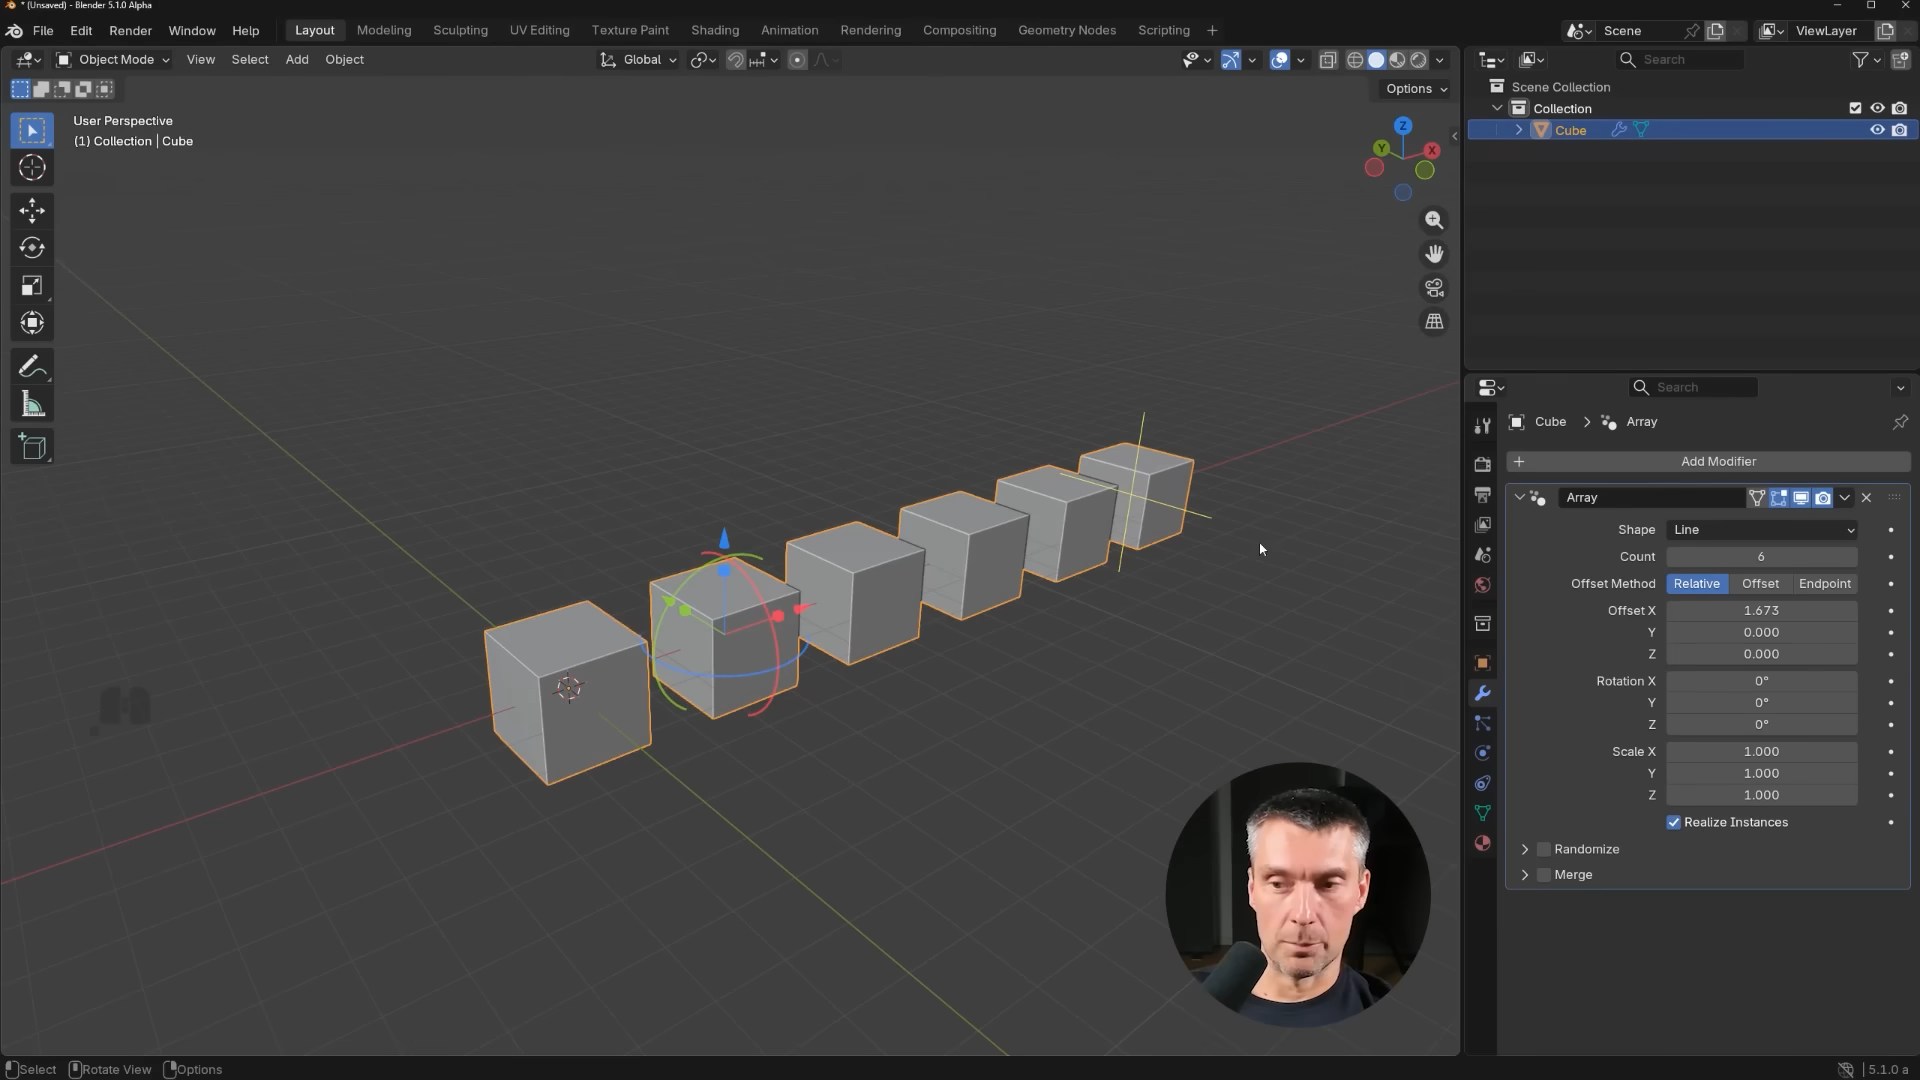 * (Unsaved) - Blender 5.1.0 Alpha
File Edit Render Window Help Layout Modeling Sculpting UV Editing Texture Paint Shading Animation Rendering Compositing Geometry Nodes Scripting + Scene ViewLayer
Object Mode View Select Add Object Global Search
Options
User Perspective
(1) Collection | Cube
Z
Y
X
Scene Collection
Collection
Cube
Search
Cube > Array
+ Add Modifier
Array
Shape Line
Count 6
Offset Method Relative Offset Endpoint
Offset X 1.673
Y 0.000
Z 0.000
Rotation X 0°
Y 0°
Z 0°
Scale X 1.000
Y 1.000
Z 1.000
Realize Instances
Randomize
Merge
Select Rotate View Options 5.1.0 a